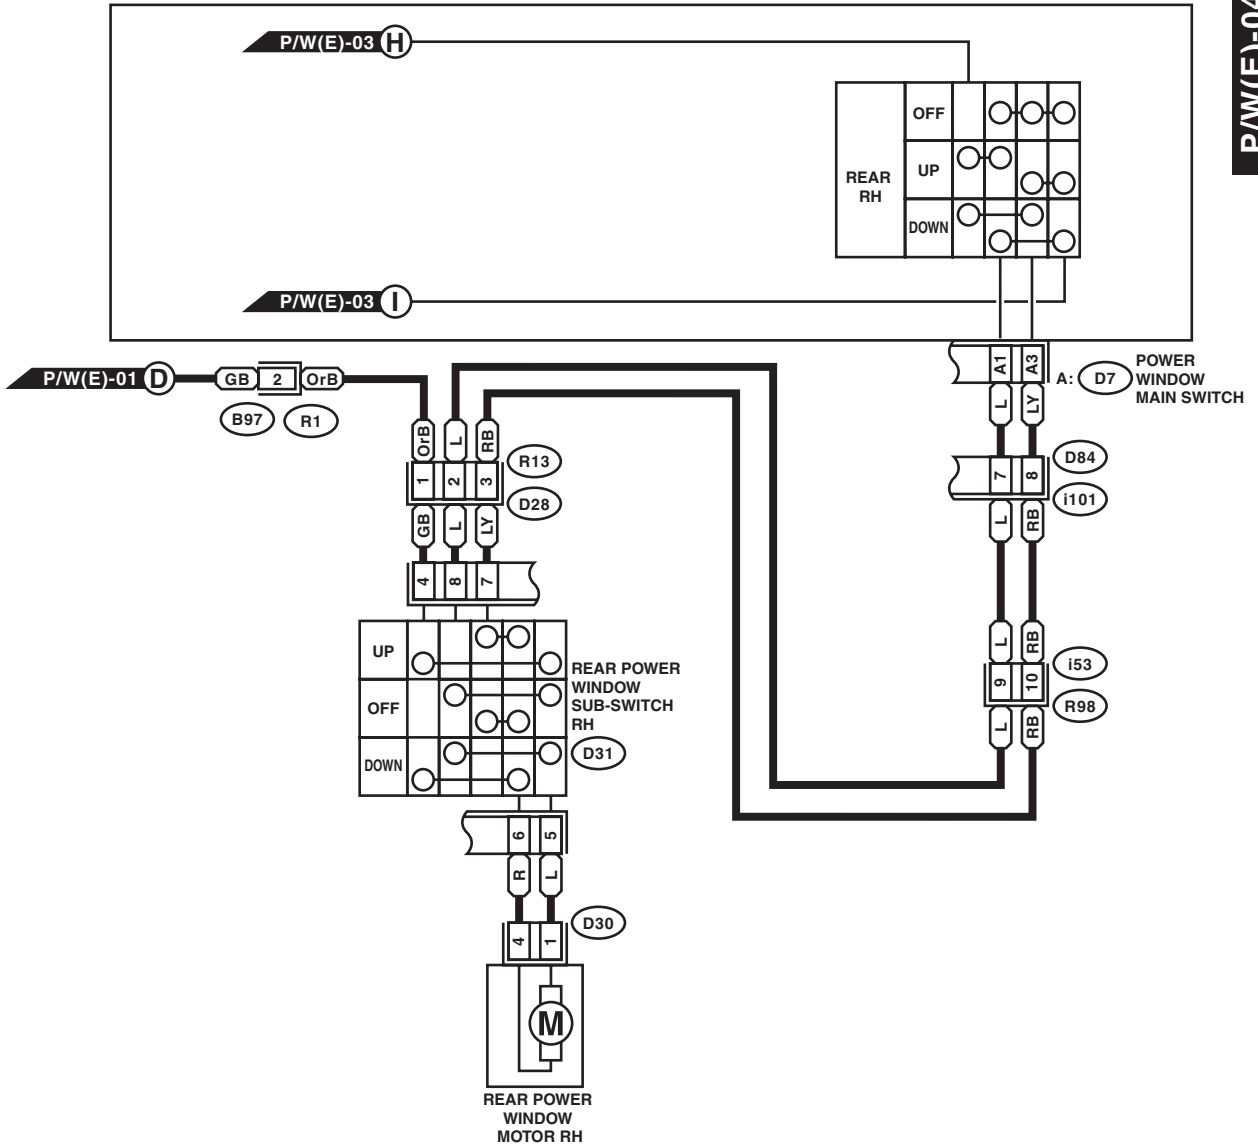 P/W(E)-04
P/W(E)-03 H
OFF
REAR
RH
UP
DOWN
P/W(E)-03 I
P/W(E)-01 D
GB 2 OrB
B97 R1
A1 A3
A: D7
POWER
WINDOW
MAIN SWITCH
L LY
OrB L RB
1 2 3
R13
D28
GB L LY
7 8
D84
i101
L RB
4 8 7
UP
OFF
DOWN
REAR POWER
WINDOW
SUB-SWITCH
RH
D31
L RB
9 10
i53
R98
L RB
6 5
R L
D30
4 1
M
REAR POWER
WINDOW
MOTOR RH